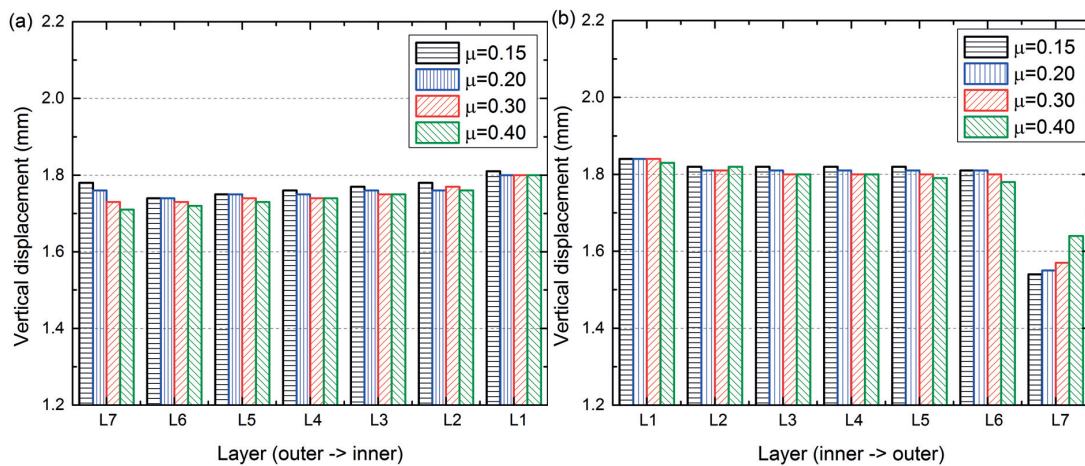 (a)
2.2
2.0
1.8
1.6
1.4
1.2
Vertical displacement (mm)
μ=0.15
μ=0.20
μ=0.30
μ=0.40
L7 L6 L5 L4 L3 L2 L1
Layer (outer -> inner)
(b)
2.2
2.0
1.8
1.6
1.4
1.2
Vertical displacement (mm)
μ=0.15
μ=0.20
μ=0.30
μ=0.40
L1 L2 L3 L4 L5 L6 L7
Layer (inner -> outer)